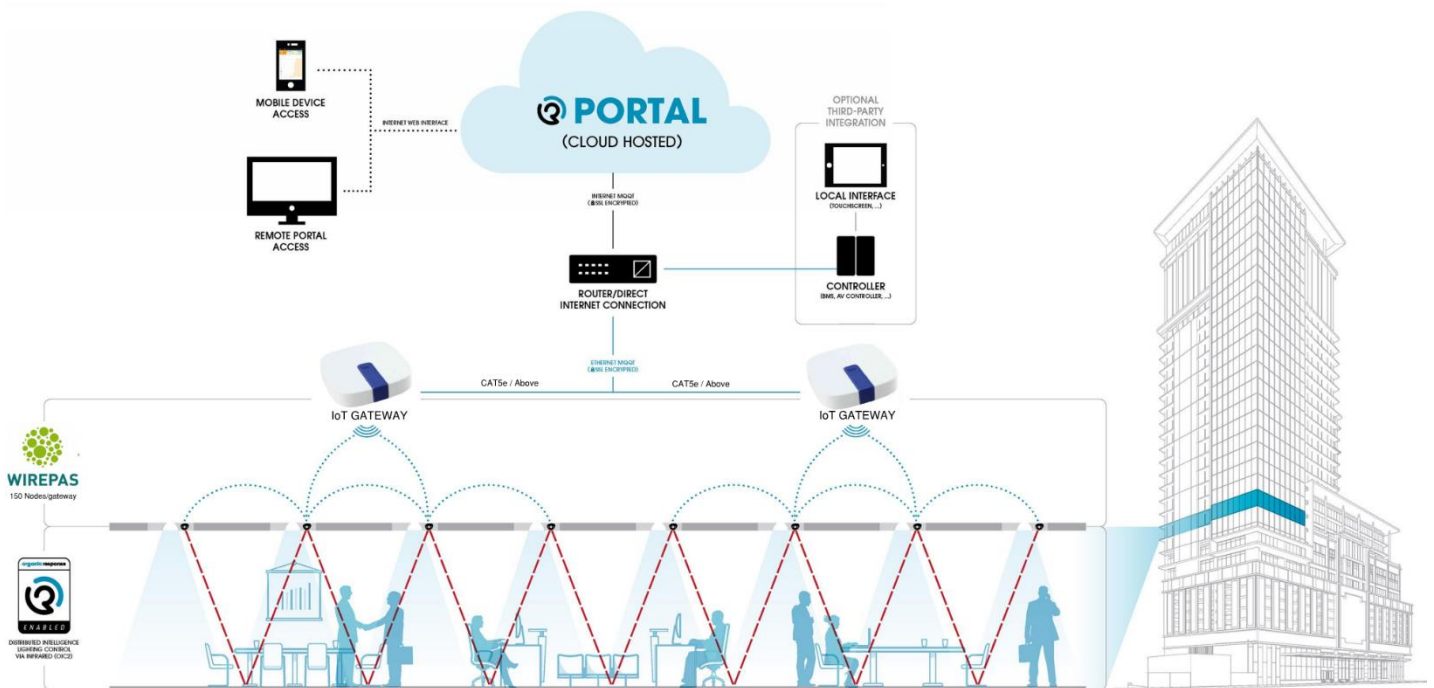 PORTAL
(CLOUD HOSTED)
MOBILE DEVICE
ACCESS
INTERNET WEB INTERFACE
REMOTE PORTAL
ACCESS
OPTIONAL
THIRD-PARTY
INTEGRATION
LOCAL INTERFACE
(TOUCHSCREEN, ...)
CONTROLLER
(BMS, AV CONTROLLER, ...)
INTERNET MQQT
(SSL ENCRYPTED)
ROUTER/DIRECT
INTERNET CONNECTION
ETHERNET MQQT
(SSL ENCRYPTED)
CAT5e / Above
CAT5e / Above
IoT GATEWAY
IoT GATEWAY
WIREPAS
150 Nodes/gateway
organic response
ENABLED
DISTRIBUTED INTELLIGENCE
LIGHTING CONTROL
VIA INFRARED (OXC2)